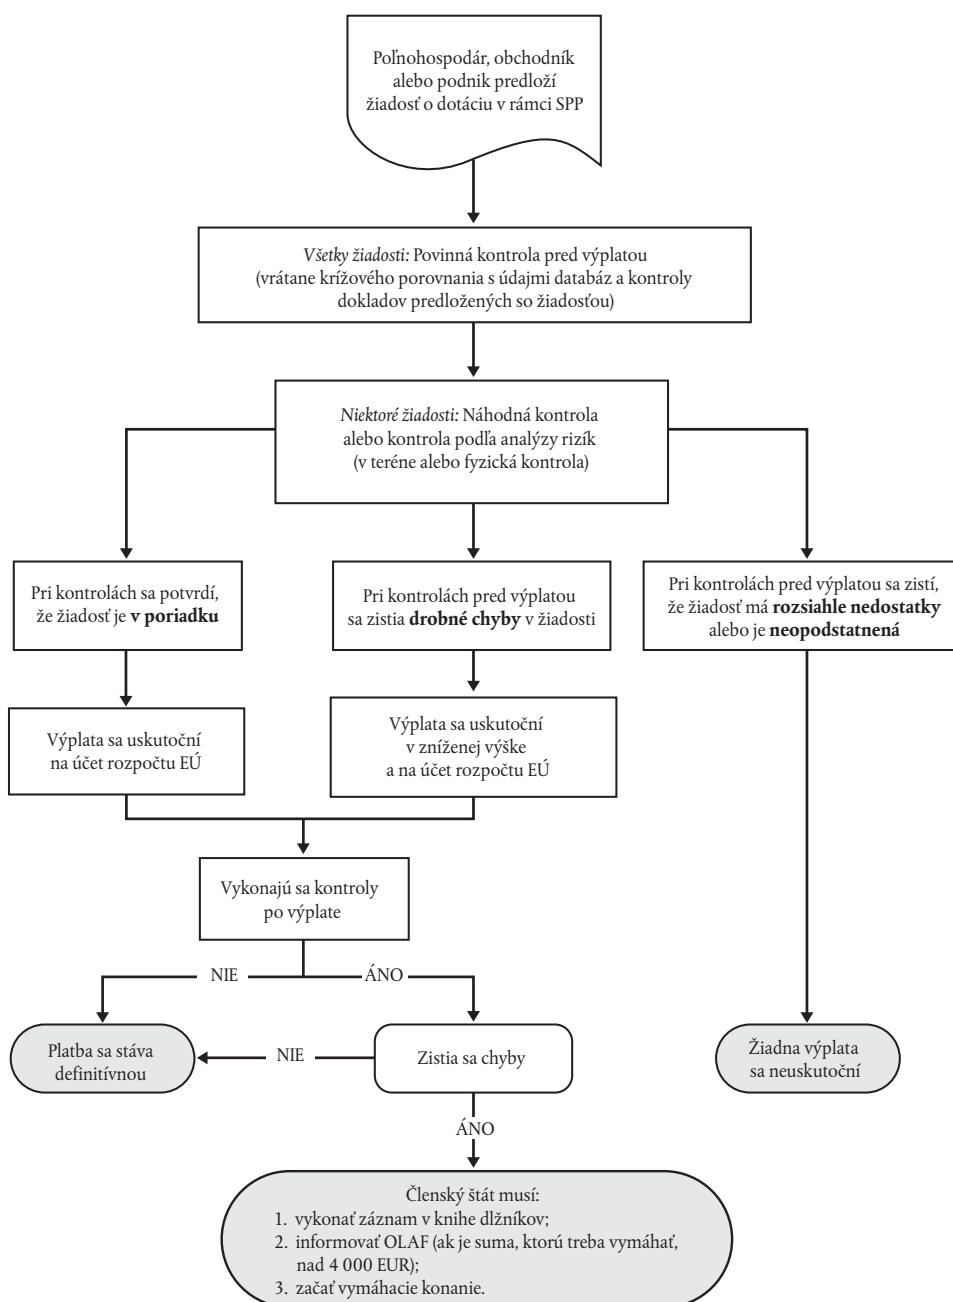 Poľnohospodár, obchodník
alebo podnik predloží
žiadosť o dotáciu v rámci SPP
Všetky žiadosti: Povinná kontrola pred výplatou
(vrátane krížového porovnania s údajmi databáz a kontroly
dokladov predložených so žiadosťou)
Niektoré žiadosti: Náhodná kontrola
alebo kontrola podľa analýzy rizík
(v teréne alebo fyzická kontrola)
Pri kontrolách sa potvrdí,
že žiadosť je v poriadku
Pri kontrolách pred výplatou
sa zistia drobné chyby v žiadosti
Pri kontrolách pred výplatou sa zistí,
že žiadosť má rozsiahle nedostatky
alebo je neopodstatnená
Výplata sa uskutoční
na účet rozpočtu EÚ
Výplata sa uskutoční
v zníženej výške
a na účet rozpočtu EÚ
Vykonajú sa kontroly
po výplate
NIE
ÁNO
Platba sa stáva
definitívnou
NIE
Zistia sa chyby
Žiadna výplata
sa neuskutoční
ÁNO
Členský štát musí:
1. vykonať záznam v knihe dlžníkov;
2. informovať OLAF (ak je suma, ktorú treba vymáhať,
nad 4 000 EUR);
3. začať vymáhacie konanie.